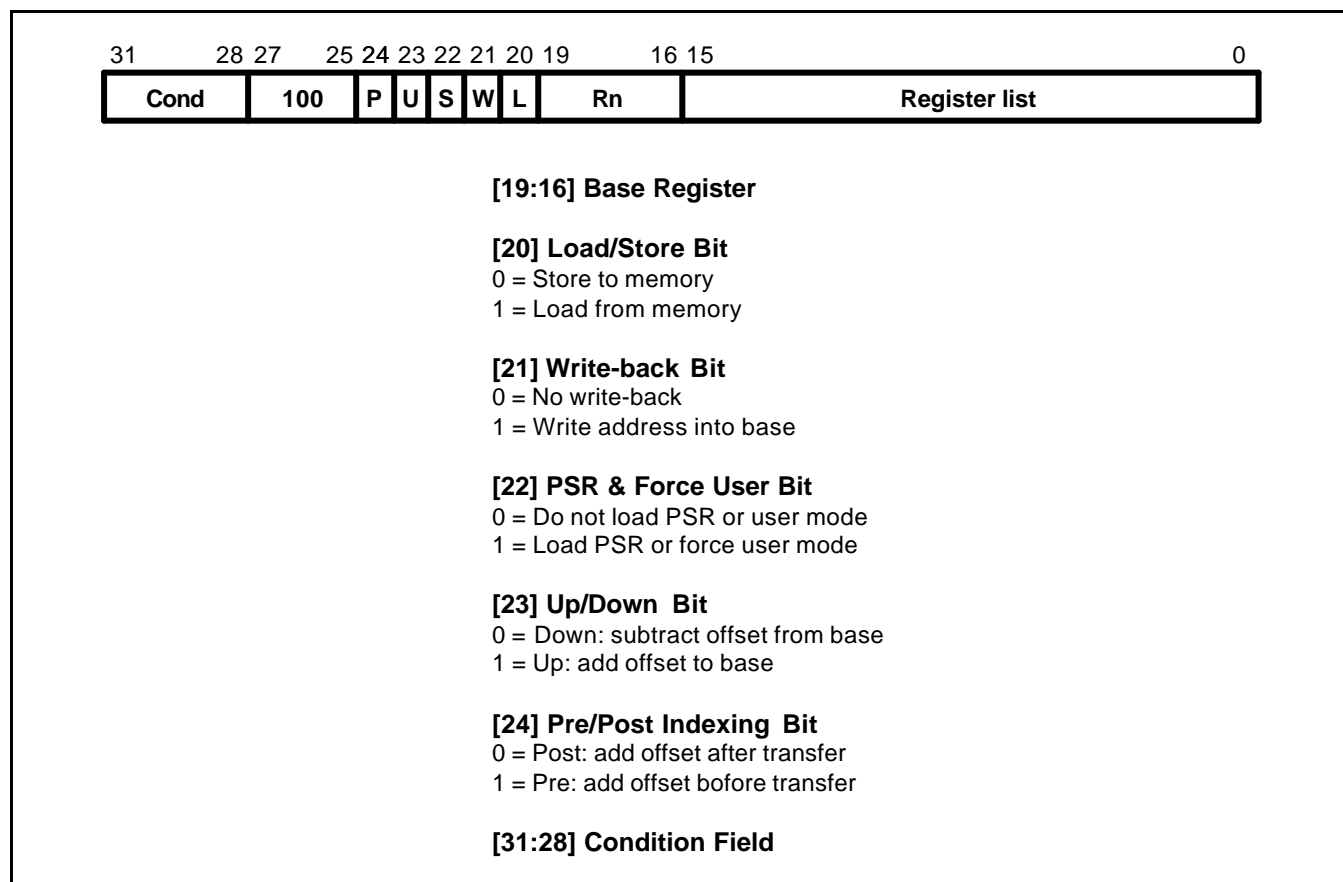 31 28 27 25 24 23 22 21 20 19 16 15 0
Cond 100 P U S W L Rn Register list
[19:16] Base Register
[20] Load/Store Bit
0 = Store to memory
1 = Load from memory
[21] Write-back Bit
0 = No write-back
1 = Write address into base
[22] PSR & Force User Bit
0 = Do not load PSR or user mode
1 = Load PSR or force user mode
[23] Up/Down Bit
0 = Down: subtract offset from base
1 = Up: add offset to base
[24] Pre/Post Indexing Bit
0 = Post: add offset after transfer
1 = Pre: add offset bofore transfer
[31:28] Condition Field